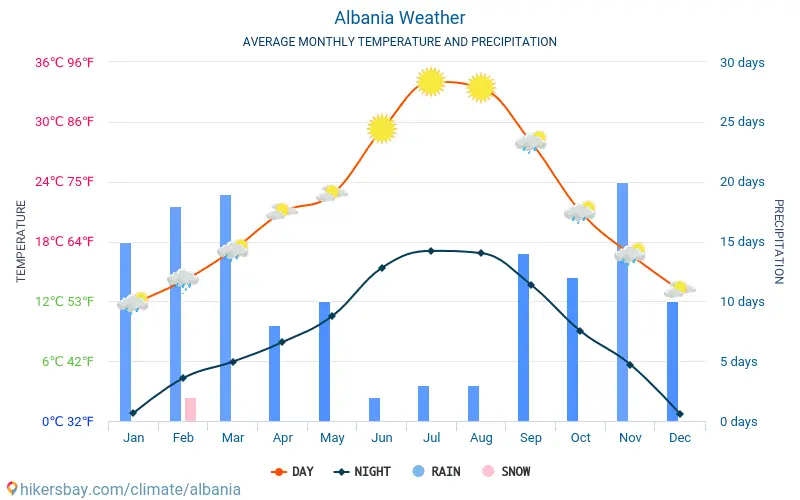 Albania Weather
AVERAGE MONTHLY TEMPERATURE AND PRECIPITATION
36℃ 96℉
30 days
30℃ 86℉
25 days
24℃ 75℉
20 days
18℃ 64℉
15 days
12℃ 53℉
10 days
6℃ 42℉
5 days
0℃ 32℉
0 days
TEMPERATURE
PRECIPITATION
Jan Feb Mar Apr May Jun Jul Aug Sep Oct Nov Dec
DAY NIGHT RAIN SNOW
hikersbay.com/climate/albania